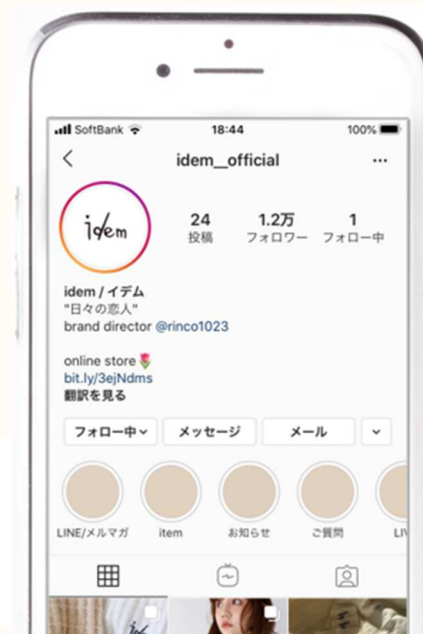 SoftBank 18:44 100%
idem__official
idem
24 1.2万 1
投稿 フォロワー フォロー中
idem / イデム
"日々の恋人"
brand director @rinco1023
online store🌷
bit.ly/3ejNdms
翻訳を見る
フォロー中 メッセージ メール
LINE/メルマガ item お知らせ ご質問 LIV
idem